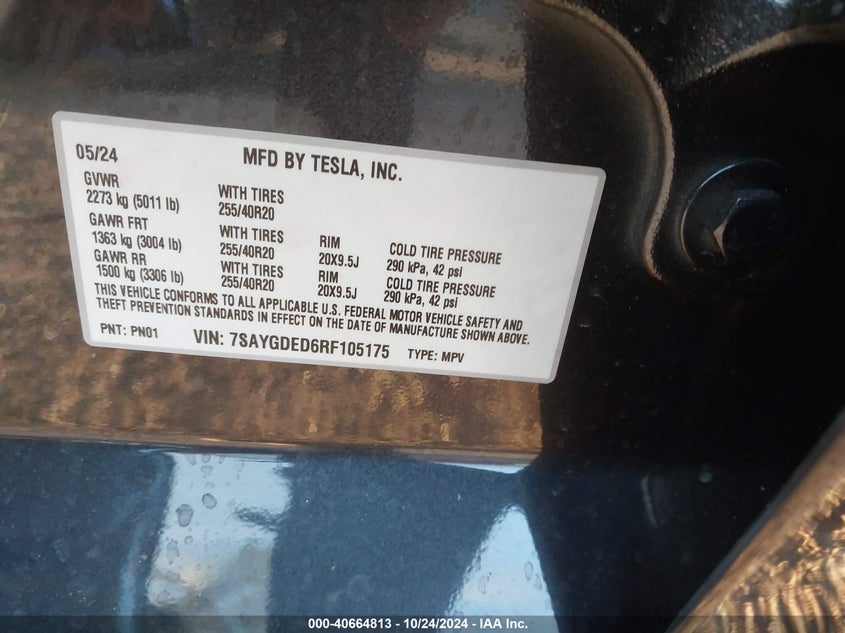 05/24 MFD BY TESLA, INC.
GVWR WITH TIRES
2273 kg (5011 lb) 255/40R20
GAWR FRT WITH TIRES RIM COLD TIRE PRESSURE
1363 kg (3004 lb) 255/40R20 20X9.5J 290 kPa, 42 psi
GAWR RR WITH TIRES RIM COLD TIRE PRESSURE
1500 kg (3306 lb) 255/40R20 20X9.5J 290 kPa, 42 psi
THIS VEHICLE CONFORMS TO ALL APPLICABLE U.S. FEDERAL MOTOR VEHICLE SAFETY AND
THEFT PREVENTION STANDARDS IN EFFECT ON THE DATE OF MANUFACTURE SHOWN ABOVE.
PNT: PN01 VIN: 7SAYGDED6RF105175 TYPE: MPV
000-40664813 - 10/24/2024 - IAA Inc.